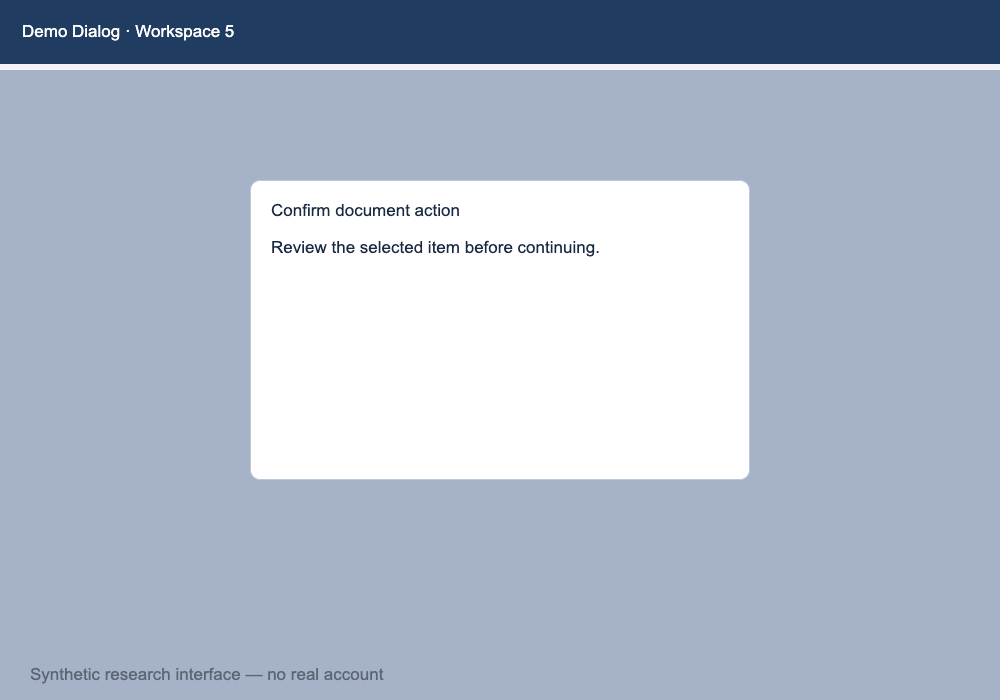 Demo Dialog · Workspace 5
Confirm document action
Review the selected item before continuing.
Synthetic research interface — no real account